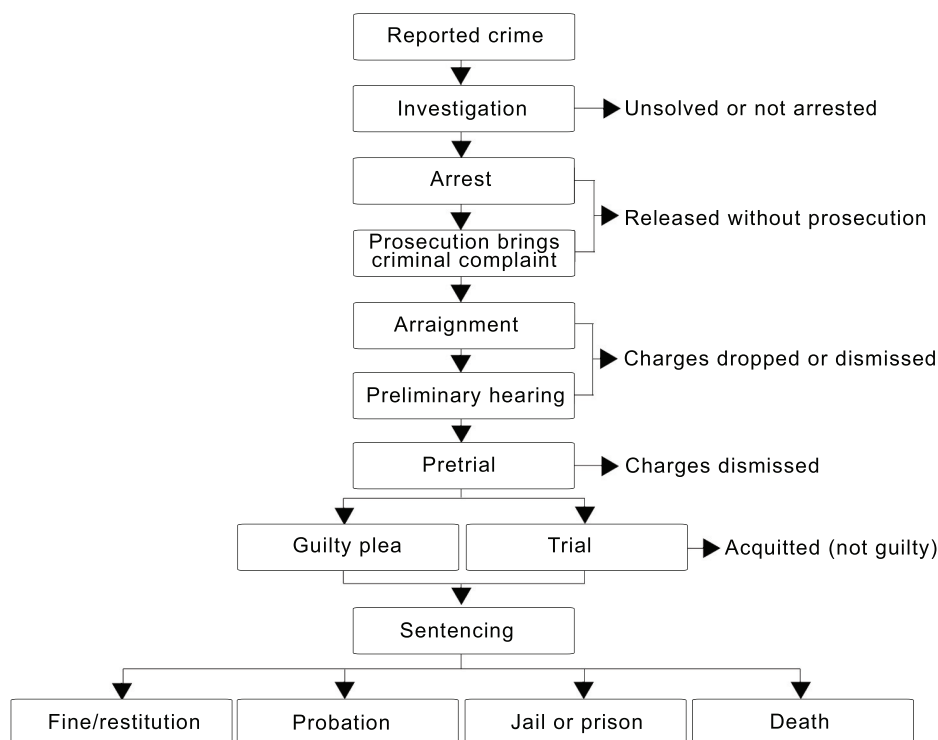 Reported crime
Investigation
Unsolved or not arrested
Arrest
Released without prosecution
Prosecution brings
criminal complaint
Arraignment
Charges dropped or dismissed
Preliminary hearing
Pretrial
Charges dismissed
Guilty plea
Trial
Acquitted (not guilty)
Sentencing
Fine/restitution
Probation
Jail or prison
Death